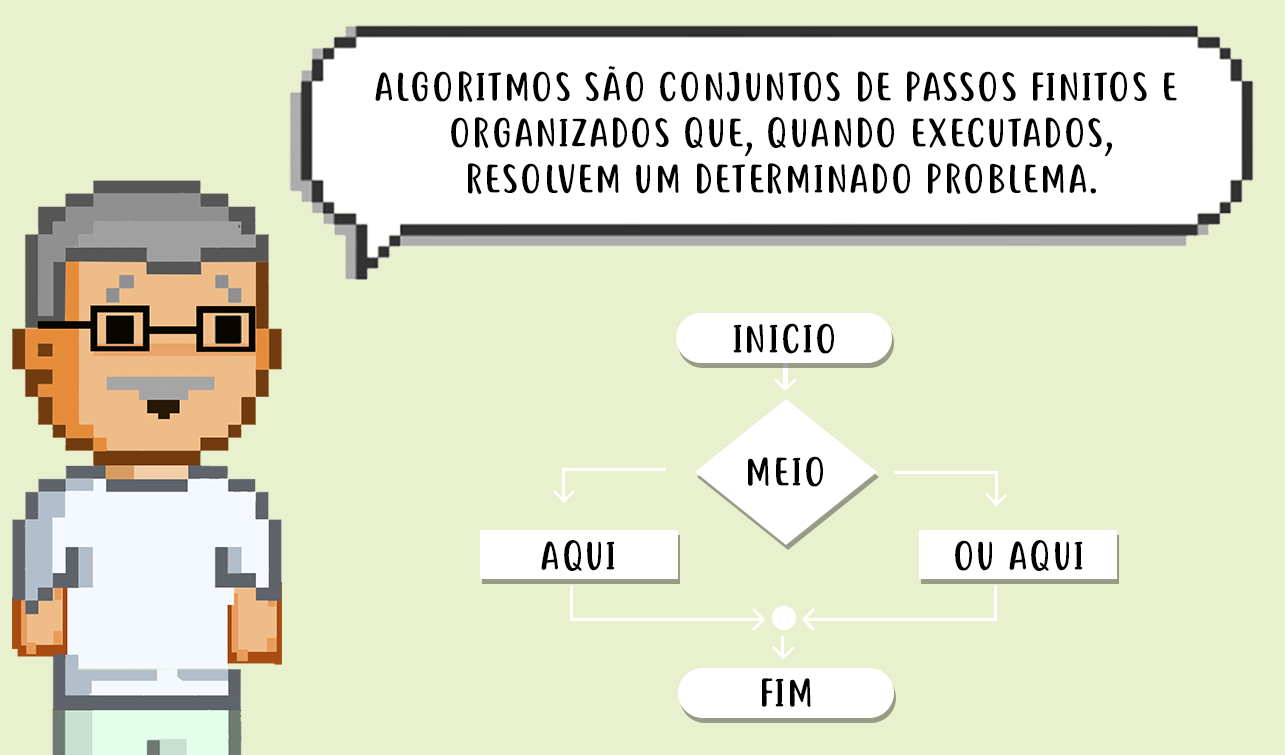 ALGORITMOS SÃO CONJUNTOS DE PASSOS FINITOS E
ORGANIZADOS QUE, QUANDO EXECUTADOS,
RESOLVEM UM DETERMINADO PROBLEMA.
INICIO
MEIO
AQUI
OU AQUI
FIM